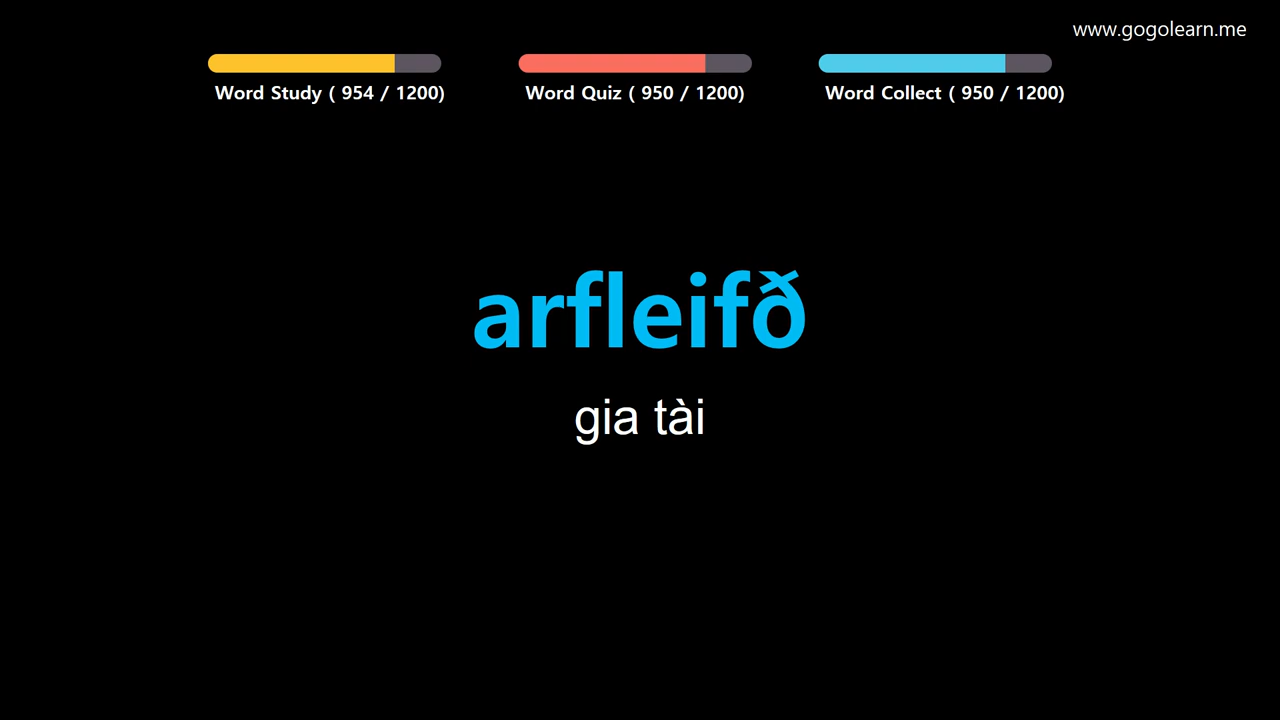 www.gogolearn.me
Word Study ( 954 / 1200)
Word Quiz ( 950 / 1200)
Word Collect ( 950 / 1200)
arfleifð
gia tài